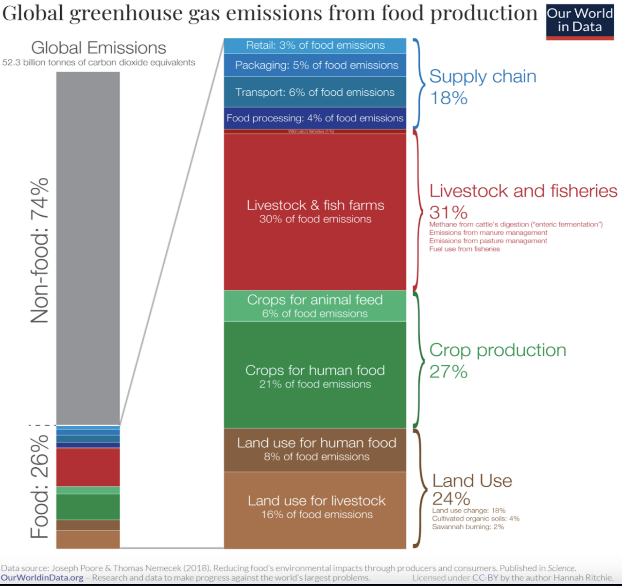 Global greenhouse gas emissions from food production
Our World
in Data
Global Emissions
52.3 billion tonnes of carbon dioxide equivalents
Non-food: 74%
Food: 26%
Retail: 3% of food emissions
Packaging: 5% of food emissions
Transport: 6% of food emissions
Food processing: 4% of food emissions
Supply chain
18%
Livestock & fish farms
30% of food emissions
Livestock and fisheries
31%
Methane from cattle's digestion ("enteric fermentation")
Emissions from manure management
Emissions from pasture management
Fuel use from fisheries
Crops for animal feed
6% of food emissions
Crops for human food
21% of food emissions
Crop production
27%
Land use for human food
8% of food emissions
Land use for livestock
16% of food emissions
Land Use
24%
Land use change: 18%
Cultivated organic soils: 4%
Savannah burning: 2%
Data source: Joseph Poore & Thomas Nemecek (2018). Reducing food's environmental impacts through producers and consumers. Published in Science.
OurWorldinData.org – Research and data to make progress against the world's largest problems.
Licensed under CC-BY by the author Hannah Ritchie.